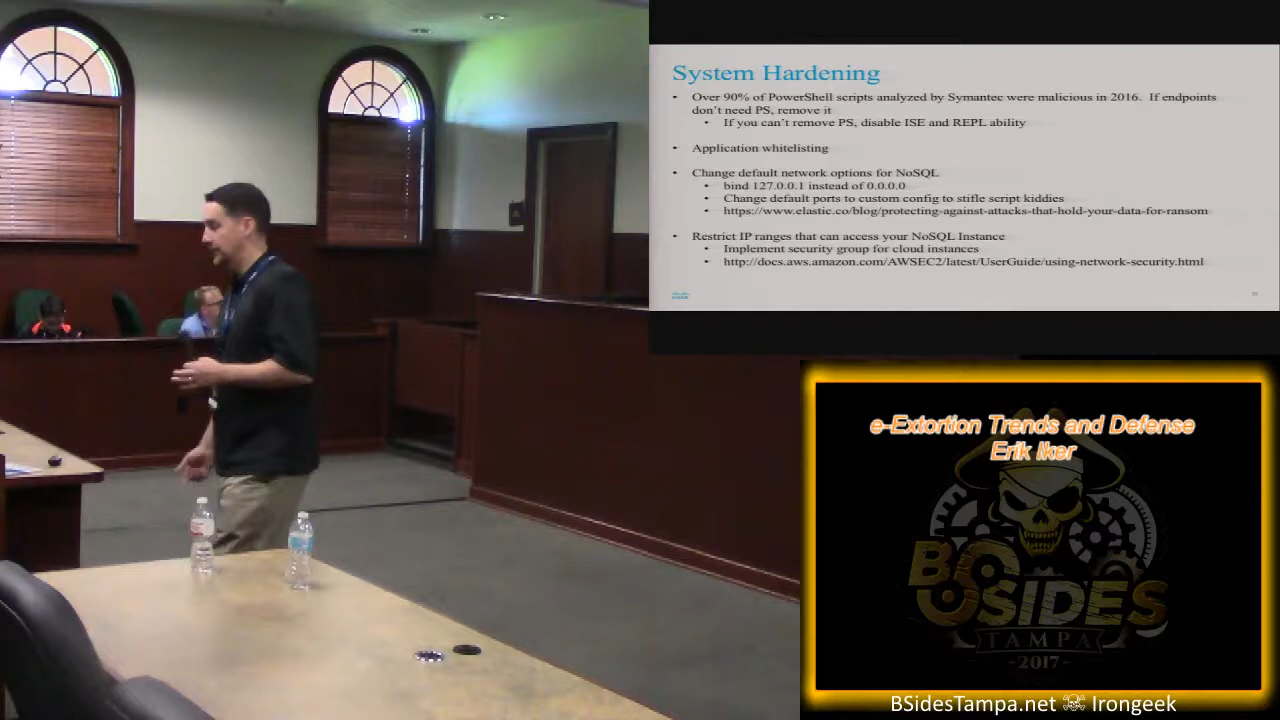 System Hardening
• Over 90% of PowerShell scripts analyzed by Symantec were malicious in 2016. If endpoints
don't need PS, remove it
• If you can't remove PS, disable ISE and REPL ability
• Application whitelisting
• Change default network options for NoSQL
• bind 127.0.0.1 instead of 0.0.0.0
• Change default ports to custom config to stifle script kiddies
• https://www.elastic.co/blog/protecting-against-attacks-that-hold-your-data-for-ransom
• Restrict IP ranges that can access your NoSQL Instance
• Implement security group for cloud instances
• http://docs.aws.amazon.com/AWSEC2/latest/UserGuide/using-network-security.html
e-Extortion Trends and Defense
Erik Iker
BSIDES
TAMPA
-2017-
BSidesTampa.net ☠ Irongeek